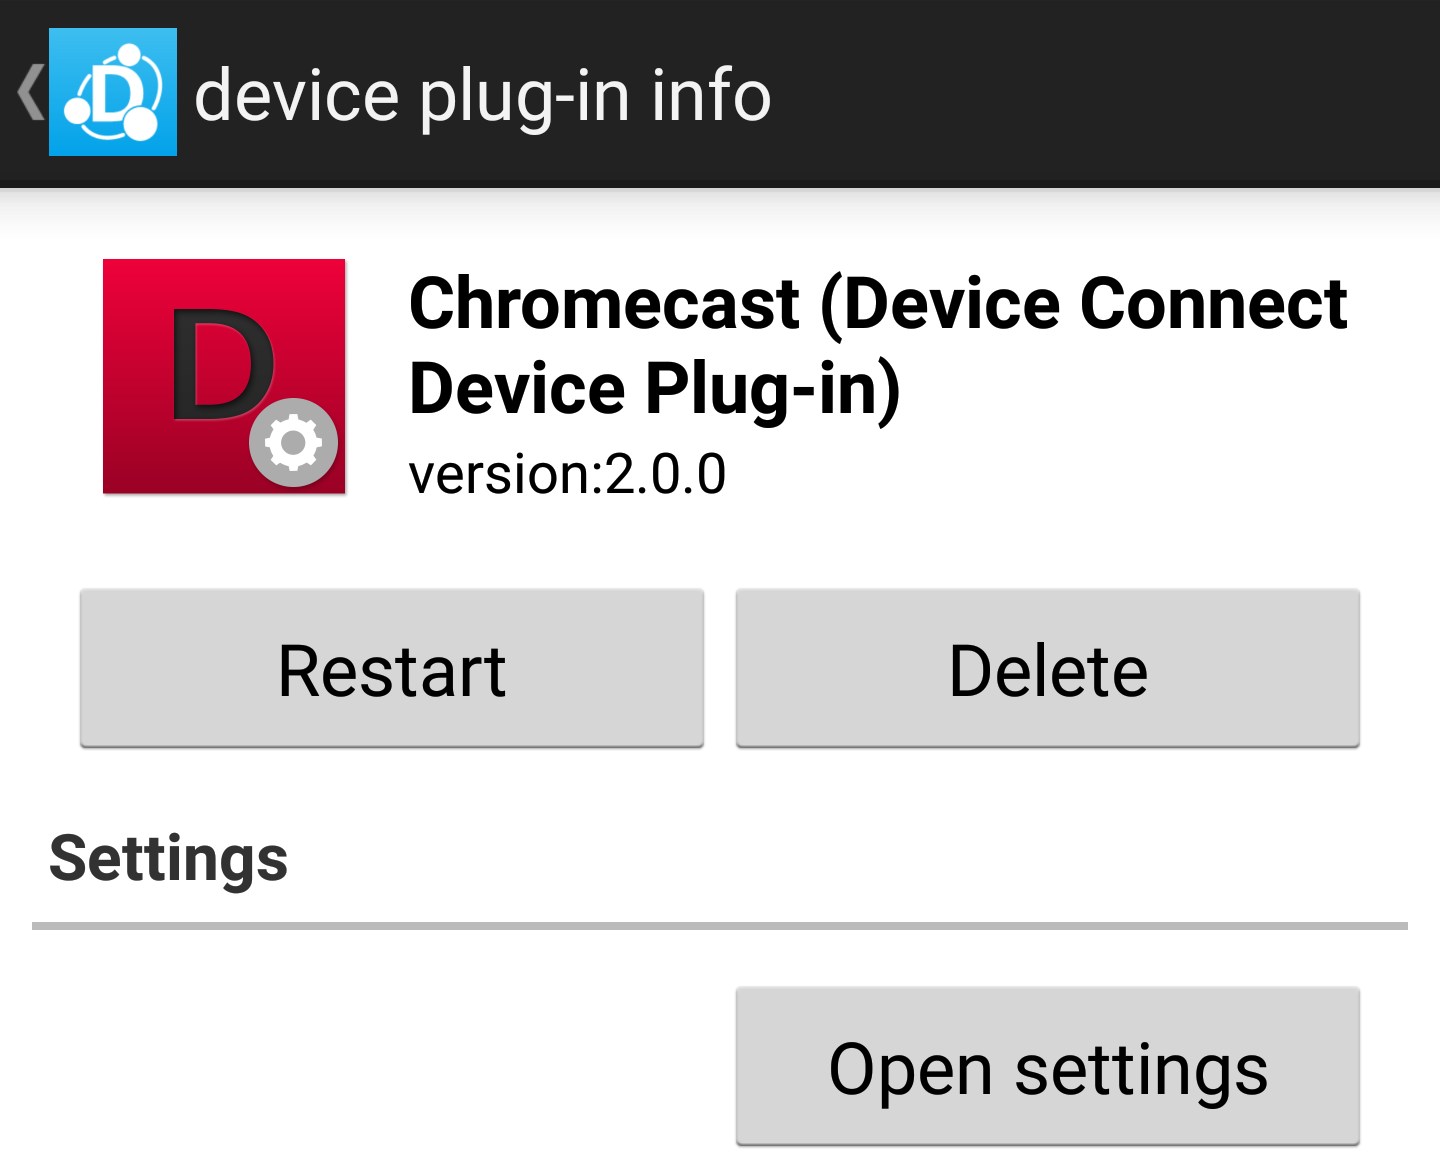 device plug-in info
D
D
Chromecast (Device Connect
Device Plug-in)
version:2.0.0
Restart
Delete
Settings
Open settings